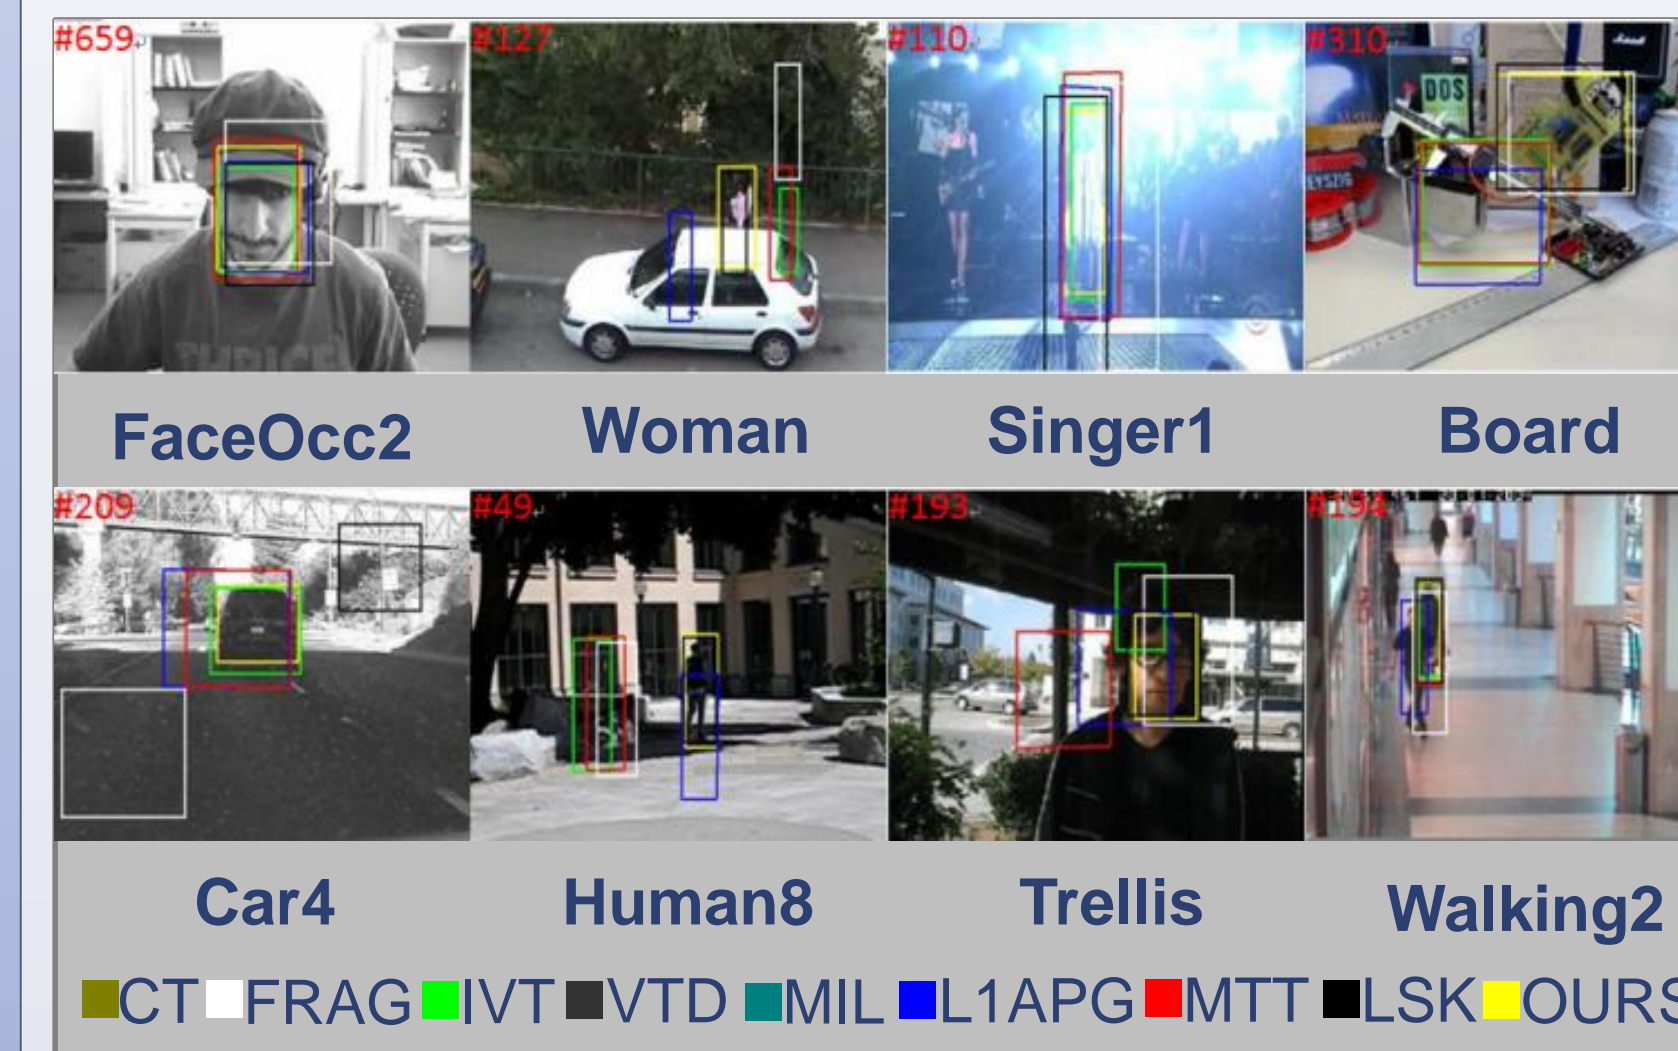 #659 #127 #110 #310
DOS
THRICE
FaceOcc2 Woman Singer1 Board
#209 #49 #193 #194
Car4 Human8 Trellis Walking2
CT FRAG IVT VTD MIL L1APG MTT LSK OURS